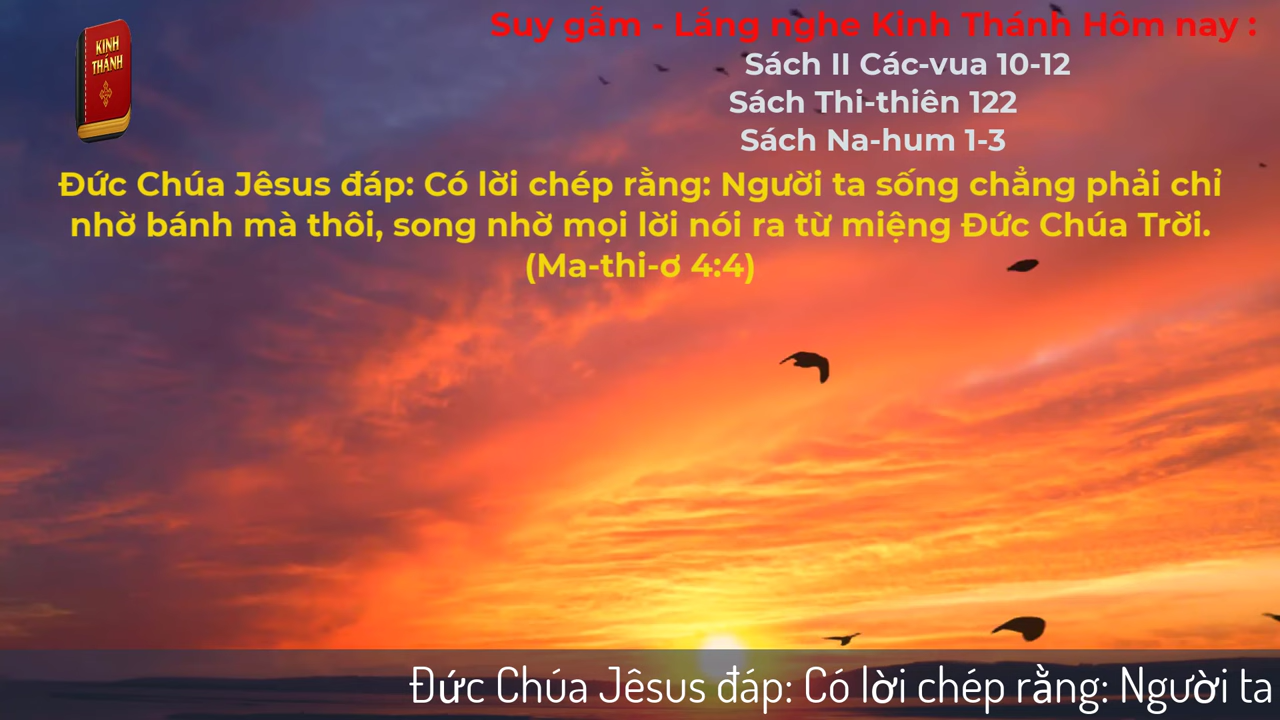 KINH
THÁNH
Suy gẫm - Lắng nghe Kinh Thánh Hôm nay :
Sách II Các-vua 10-12
Sách Thi-thiên 122
Sách Na-hum 1-3
Đức Chúa Jêsus đáp: Có lời chép rằng: Người ta sống chẳng phải chỉ
nhờ bánh mà thôi, song nhờ mọi lời nói ra từ miệng Đức Chúa Trời.
(Ma-thi-ơ 4:4)
Đức Chúa Jêsus đáp: Có lời chép rằng: Người ta